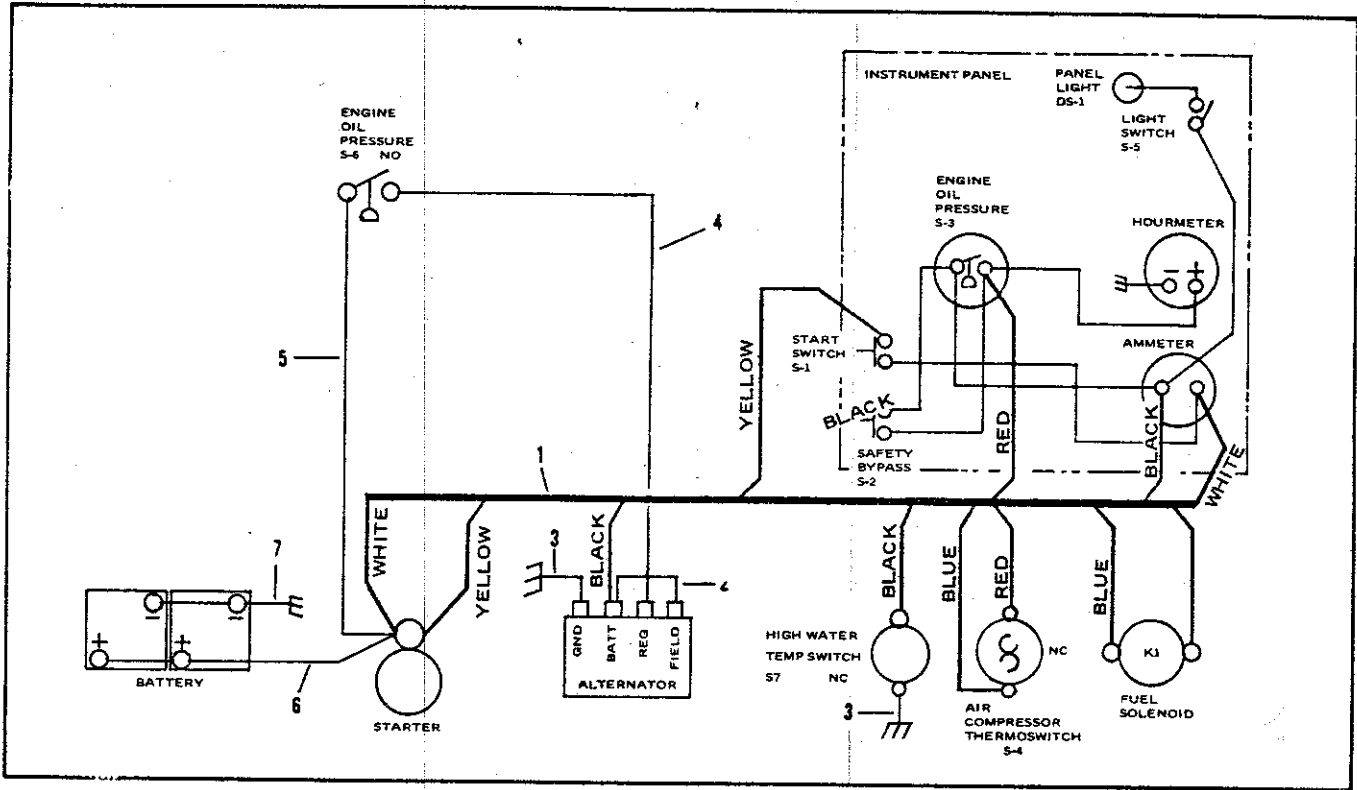 INSTRUMENT PANEL
PANEL
LIGHT
DS-1
LIGHT
SWITCH
S-5
ENGINE
OIL
PRESSURE
S-6 NO
ENGINE
OIL
PRESSURE
S-3
HOURMETER
- +
4
START
SWITCH
S-1
AMMETER
5
YELLOW
BLACK
RED
BLACK
WHITE
SAFETY
BYPASS
S-2
1
WHITE
YELLOW
3
BLACK
2
BLACK
BLUE
RED
BLUE
7
- -
+ +
BATTERY
6
STARTER
GND
BATT
REG
FIELD
ALTERNATOR
HIGH WATER
TEMP SWITCH
S7 NC
3
NC
AIR
COMPRESSOR
THERMOSWITCH
S-4
K1
FUEL
SOLENOID